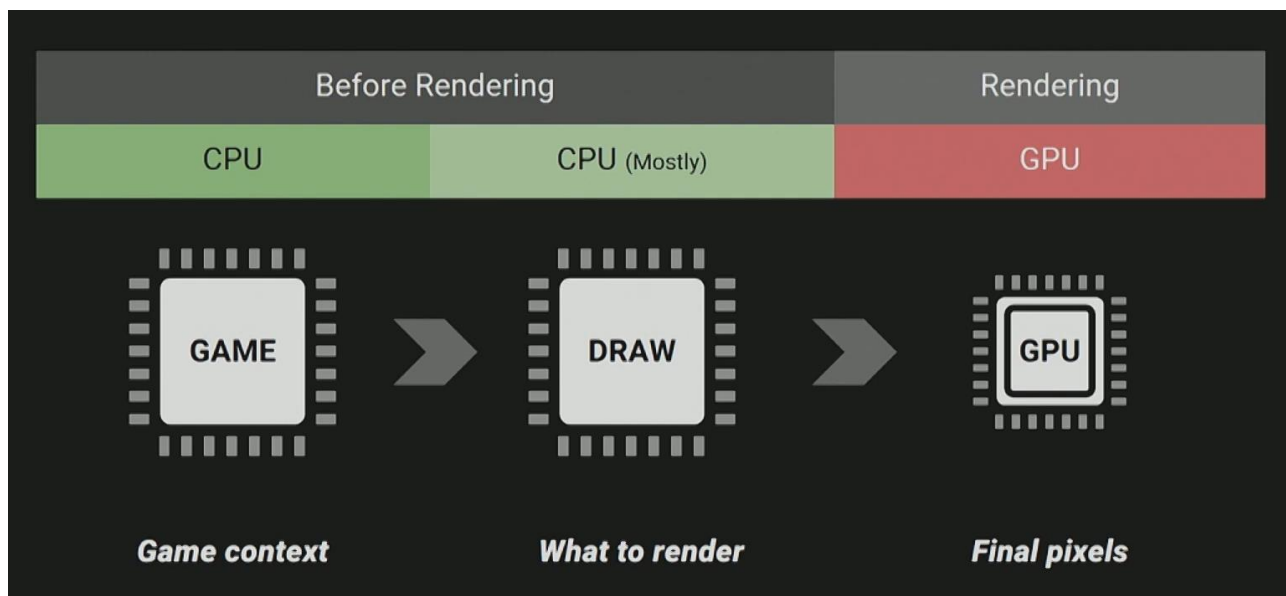 Before Rendering
Rendering
CPU
CPU (Mostly)
GPU
GAME
DRAW
GPU
Game context
What to render
Final pixels